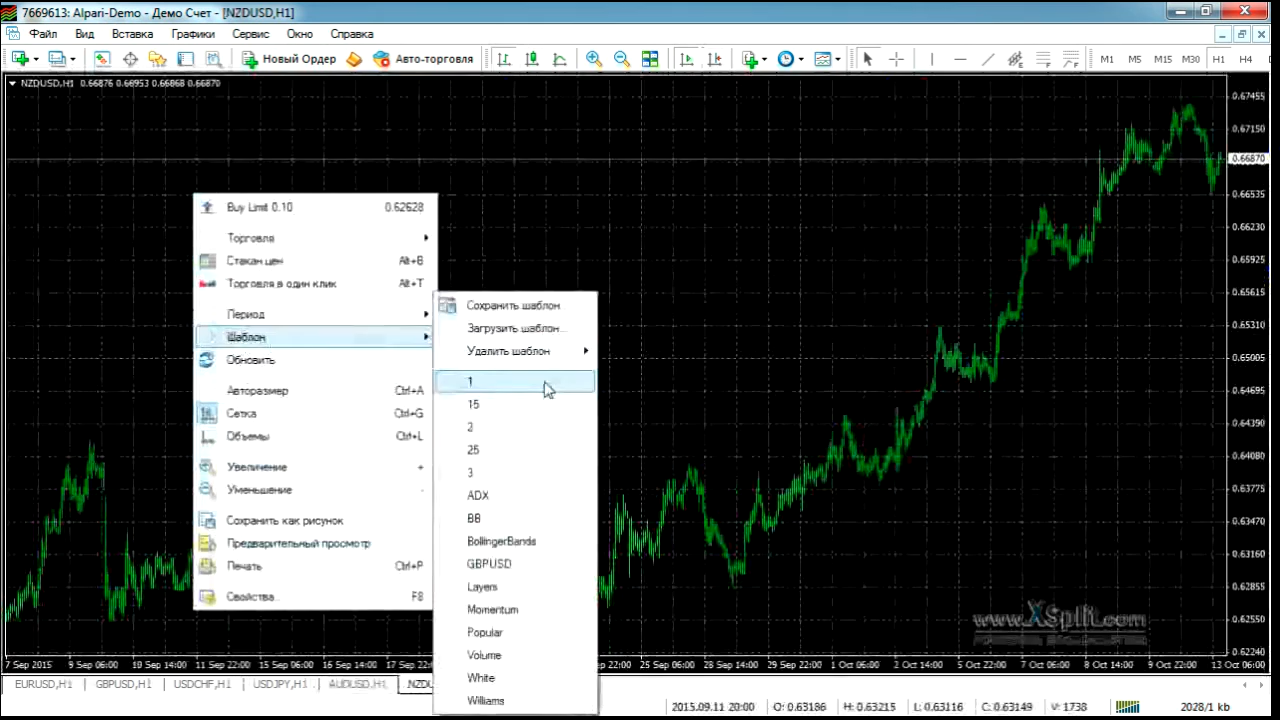 7669613: Alpari-Demo - Демо Счет - [NZDUSD,H1]
Файл Вид Вставка Графики Сервис Окно Справка
Новый Ордер Авто-торговля M1 M5 M15 M30 H1 H4
NZDUSD,H1 0.66876 0.66953 0.66868 0.66870
0.67455
0.67150
0.66870
0.66535
0.66230
0.65925
0.65615
0.65310
0.65005
0.64695
0.64390
0.64080
0.63775
0.63470
0.63160
0.62855
0.62550
0.62240
Buy Limit 0.10 0.62628
Торговля
Стакан цен Alt+B
Торговля в один клик Alt+T
Период
Шаблон
Обновить
Авторазмер Ctrl+A
Сетка Ctrl+G
Объемы Ctrl+L
Увеличение +
Уменьшение -
Сохранить как рисунок
Предварительный просмотр
Печать Ctrl+P
Свойства... F8
Сохранить шаблон
Загрузить шаблон...
Удалить шаблон
1
15
2
25
3
ADX
BB
BollingerBands
GBPUSD
Layers
Momentum
Popular
Volume
White
Williams
www.XSplit.com
7 Sep 2015 9 Sep 06:00 10 Sep 14:00 11 Sep 22:00 15 Sep 06:00 16 Sep 14:00 17 Sep 22:00 25 Sep 06:00 28 Sep 14:00 29 Sep 22:00 1 Oct 06:00 2 Oct 14:00 5 Oct 22:00 7 Oct 06:00 8 Oct 14:00 9 Oct 22:00 13 Oct 06:00
EURUSD,H1 GBPUSD,H1 USDCHF,H1 USDJPY,H1 AUDUSD,H1 NZDU
2015.09.11 20:00 O: 0.63186 H: 0.63215 L: 0.63116 C: 0.63149 V: 1738 2028/1 kb